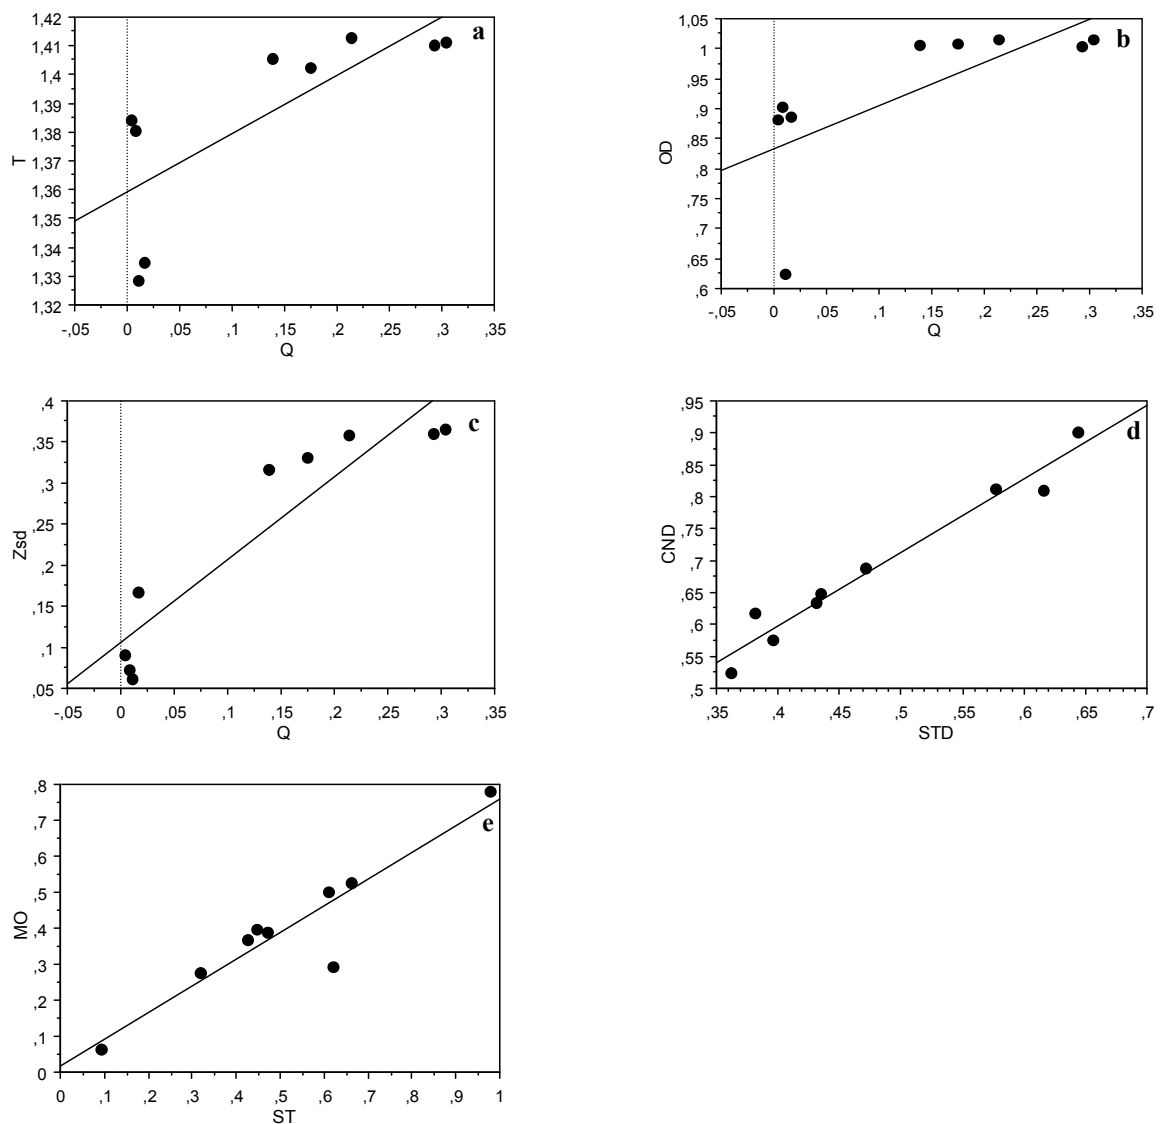 a
T
1,42
1,41
1,4
1,39
1,38
1,37
1,36
1,35
1,34
1,33
1,32
-,05 0 ,05 ,1 ,15 ,2 ,25 ,3 ,35
Q
b
OD
1,05
1
,95
,9
,85
,8
,75
,7
,65
,6
-,05 0 ,05 ,1 ,15 ,2 ,25 ,3 ,35
Q
c
Zsd
,4
,35
,3
,25
,2
,15
,1
,05
-,05 0 ,05 ,1 ,15 ,2 ,25 ,3 ,35
Q
d
CND
,95
,9
,85
,8
,75
,7
,65
,6
,55
,5
,35 ,4 ,45 ,5 ,55 ,6 ,65 ,7
STD
e
MO
,8
,7
,6
,5
,4
,3
,2
,1
0
0 ,1 ,2 ,3 ,4 ,5 ,6 ,7 ,8 ,9 1
ST